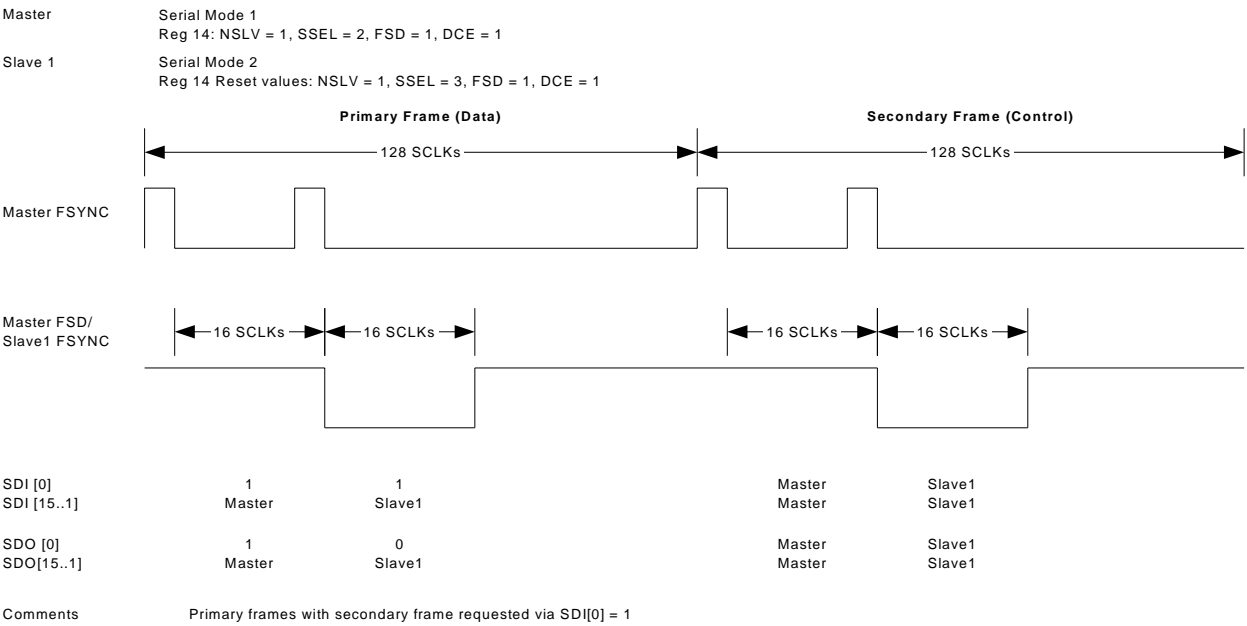 Master Serial Mode 1
Reg 14: NSLV = 1, SSEL = 2, FSD = 1, DCE = 1
Slave 1 Serial Mode 2
Reg 14 Reset values: NSLV = 1, SSEL = 3, FSD = 1, DCE = 1
Primary Frame (Data) Secondary Frame (Control)
128 SCLKs 128 SCLKs
Master FSYNC
Master FSD/
Slave1 FSYNC
16 SCLKs 16 SCLKs 16 SCLKs 16 SCLKs
SDI [0] 1 1 Master Slave1
SDI [15..1] Master Slave1 Master Slave1
SDO [0] 1 0 Master Slave1
SDO[15..1] Master Slave1 Master Slave1
Comments Primary frames with secondary frame requested via SDI[0] = 1